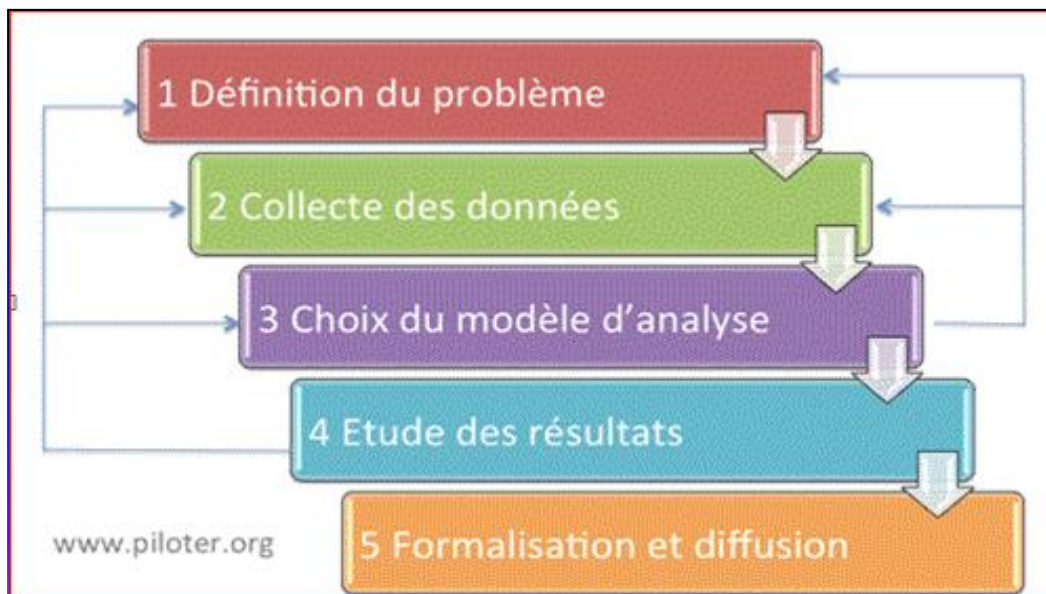 1 Définition du problème
2 Collecte des données
3 Choix du modèle d’analyse
4 Etude des résultats
5 Formalisation et diffusion
www.piloter.org